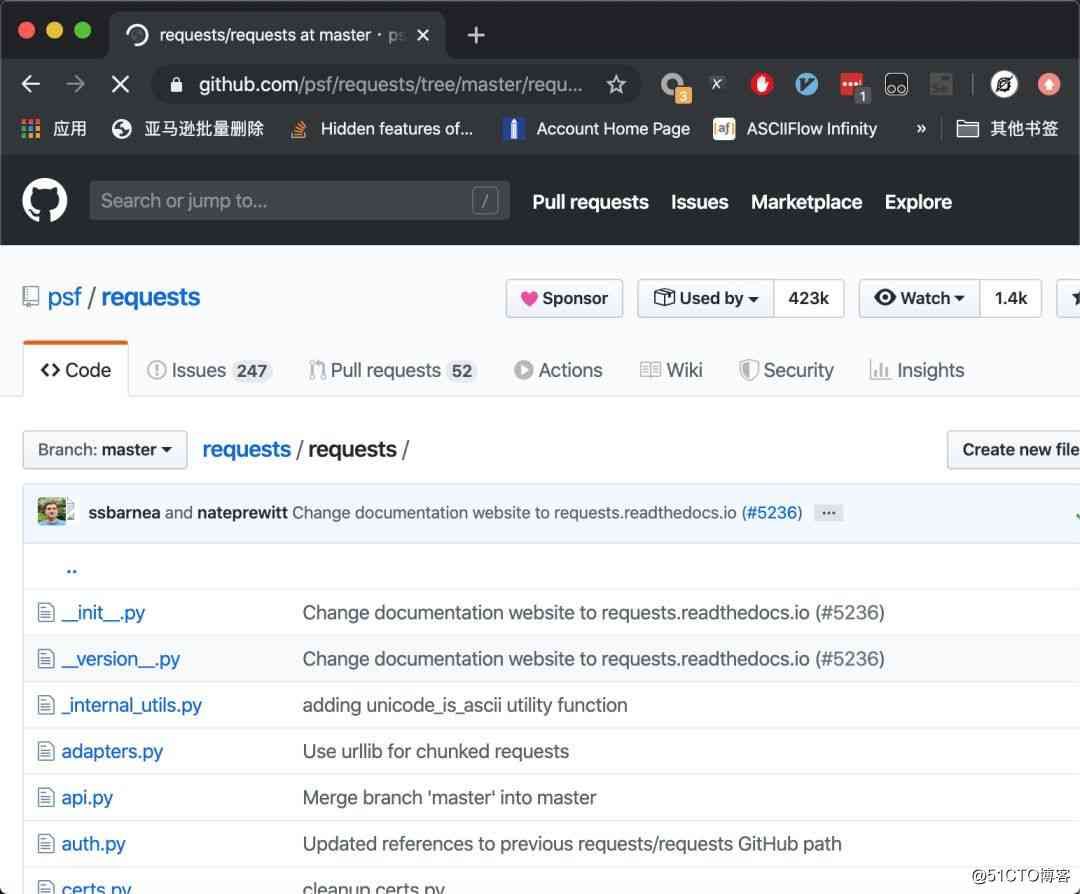 requests/requests at master · ps
github.com/psf/requests/tree/master/requ...
3
1
应用
亚马逊批量删除
Hidden features of...
Account Home Page
[af]
ASCIIFlow Infinity
»
其他书签
Search or jump to...
/
Pull requests
Issues
Marketplace
Explore
psf / requests
Sponsor
Used by
423k
Watch
1.4k
Code
Issues 247
Pull requests 52
Actions
Wiki
Security
Insights
Branch: master
requests / requests /
Create new file
ssbarnea and nateprewitt Change documentation website to requests.readthedocs.io (#5236) ...
..
__init__.py Change documentation website to requests.readthedocs.io (#5236)
__version__.py Change documentation website to requests.readthedocs.io (#5236)
_internal_utils.py adding unicode_is_ascii utility function
adapters.py Use urllib for chunked requests
api.py Merge branch 'master' into master
auth.py Updated references to previous requests/requests GitHub path
certs.py cleanup certs.py
@51CTO博客